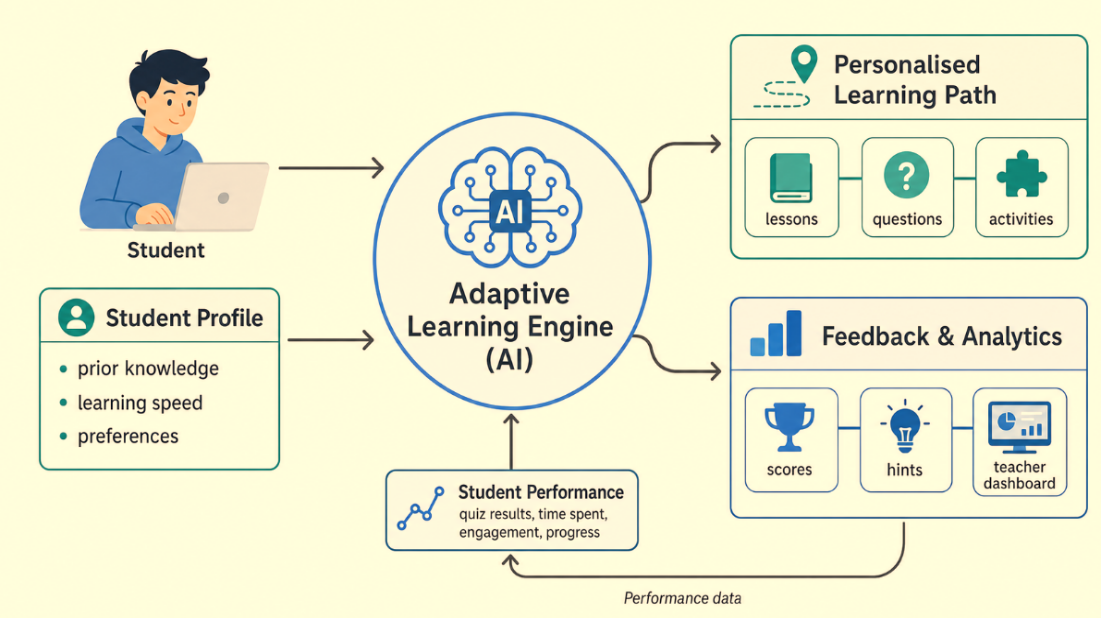 Student
Student Profile
prior knowledge
learning speed
preferences
AI
Adaptive
Learning Engine
(AI)
Student Performance
quiz results, time spent,
engagement, progress
Personalised
Learning Path
lessons
?
questions
activities
Feedback & Analytics
scores
hints
teacher
dashboard
Performance data